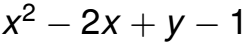 x² − 2x + y − 1